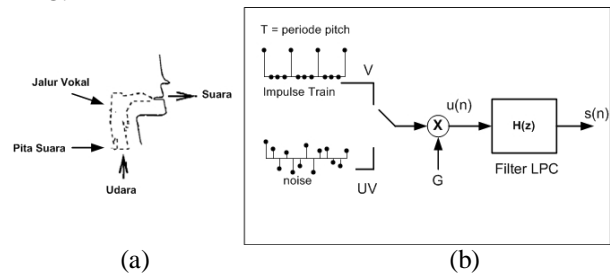 T = periode pitch
V
Impulse Train
Jalur Vokal
Suara
u(n)
s(n)
X
H(z)
Pita Suara
noise
UV
G
Filter LPC
Udara
(a)
(b)